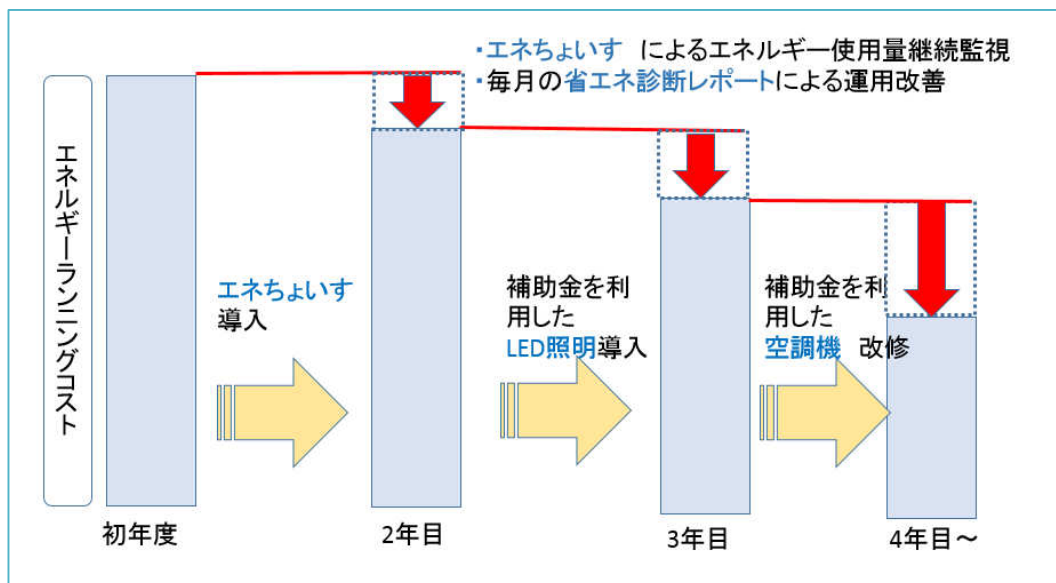 ・エネちょいす　によるエネルギー使用量継続監視
・毎月の省エネ診断レポートによる運用改善
エネルギーランニングコスト
エネちょいす
導入
補助金を利
用した
LED照明導入
補助金を利
用した
空調機　改修
初年度
2年目
3年目
4年目～